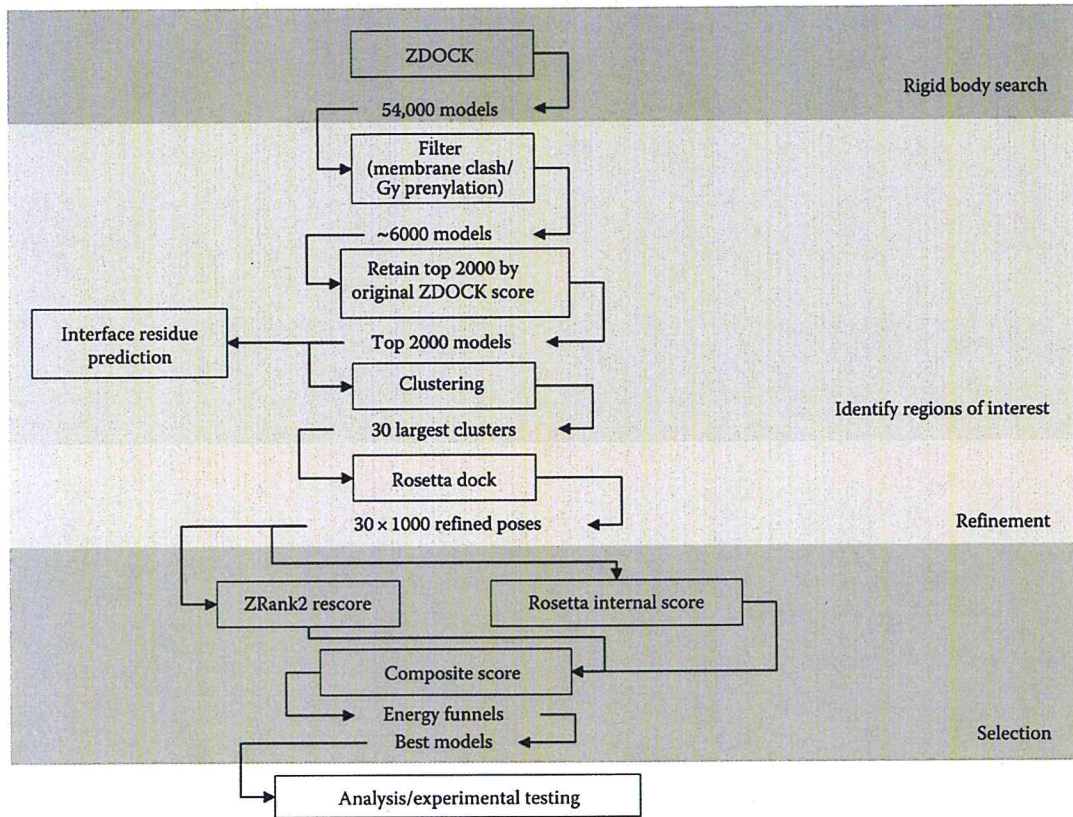 ZDOCK
Rigid body search
54,000 models
Filter
(membrane clash/
Gy prenylation)
~6000 models
Retain top 2000 by
original ZDOCK score
Interface residue
prediction
Top 2000 models
Clustering
Identify regions of interest
30 largest clusters
Rosetta dock
30 × 1000 refined poses
Refinement
ZRank2 rescore
Rosetta internal score
Composite score
Energy funnels
Selection
Best models
Analysis/experimental testing